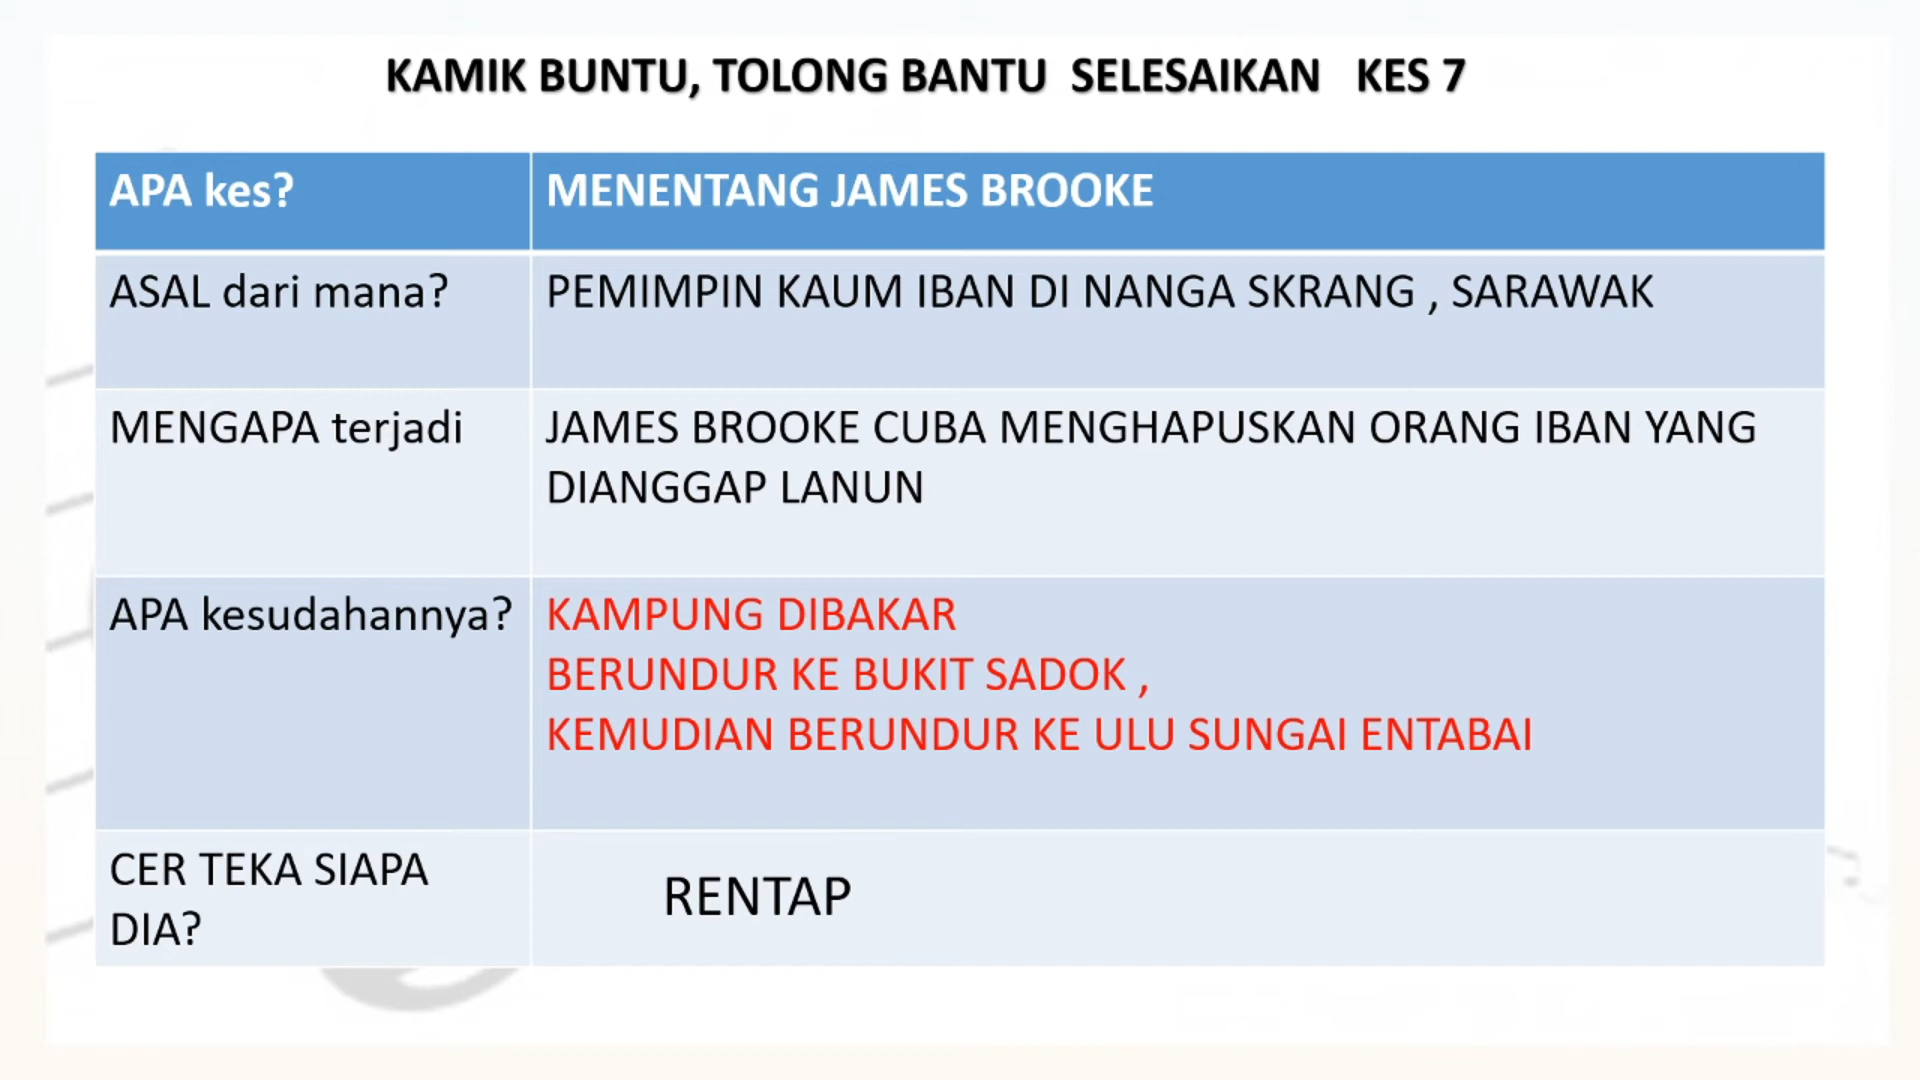 KAMIK BUNTU, TOLONG BANTU SELESAIKAN KES 7
APA kes?
MENENTANG JAMES BROOKE
ASAL dari mana?
PEMIMPIN KAUM IBAN DI NANGA SKRANG , SARAWAK
MENGAPA terjadi
JAMES BROOKE CUBA MENGHAPUSKAN ORANG IBAN YANG
DIANGGAP LANUN
APA kesudahannya?
KAMPUNG DIBAKAR
BERUNDUR KE BUKIT SADOK ,
KEMUDIAN BERUNDUR KE ULU SUNGAI ENTABAI
CER TEKA SIAPA
DIA?
RENTAP